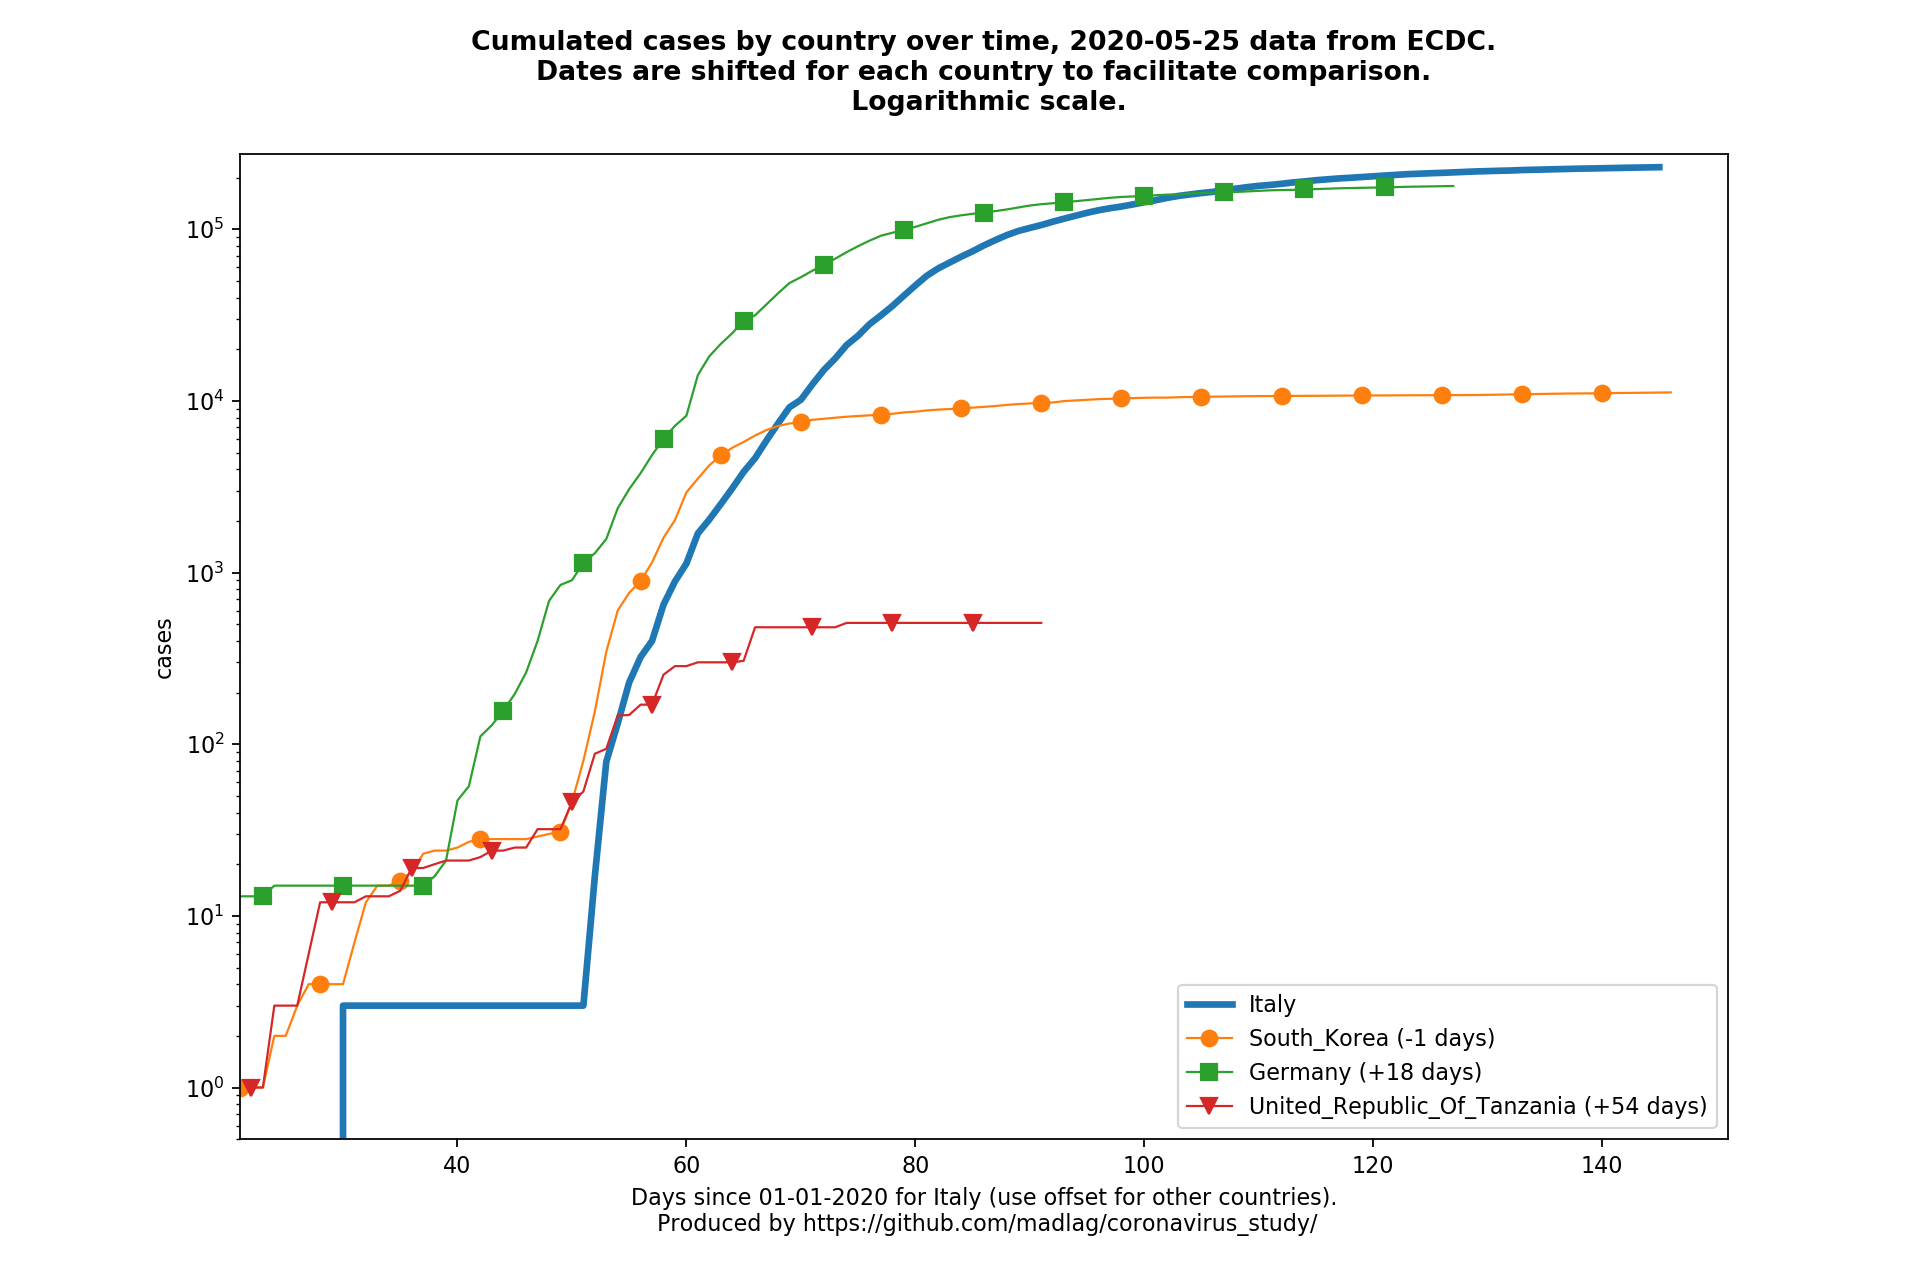 Cumulated cases by country over time, 2020-05-25 data from ECDC.
Dates are shifted for each country to facilitate comparison.
Logarithmic scale.
cases
10^5
10^4
10^3
10^2
10^1
10^0
40 60 80 100 120 140
Italy
South_Korea (-1 days)
Germany (+18 days)
United_Republic_Of_Tanzania (+54 days)
Days since 01-01-2020 for Italy (use offset for other countries).
Produced by https://github.com/madlag/coronavirus_study/